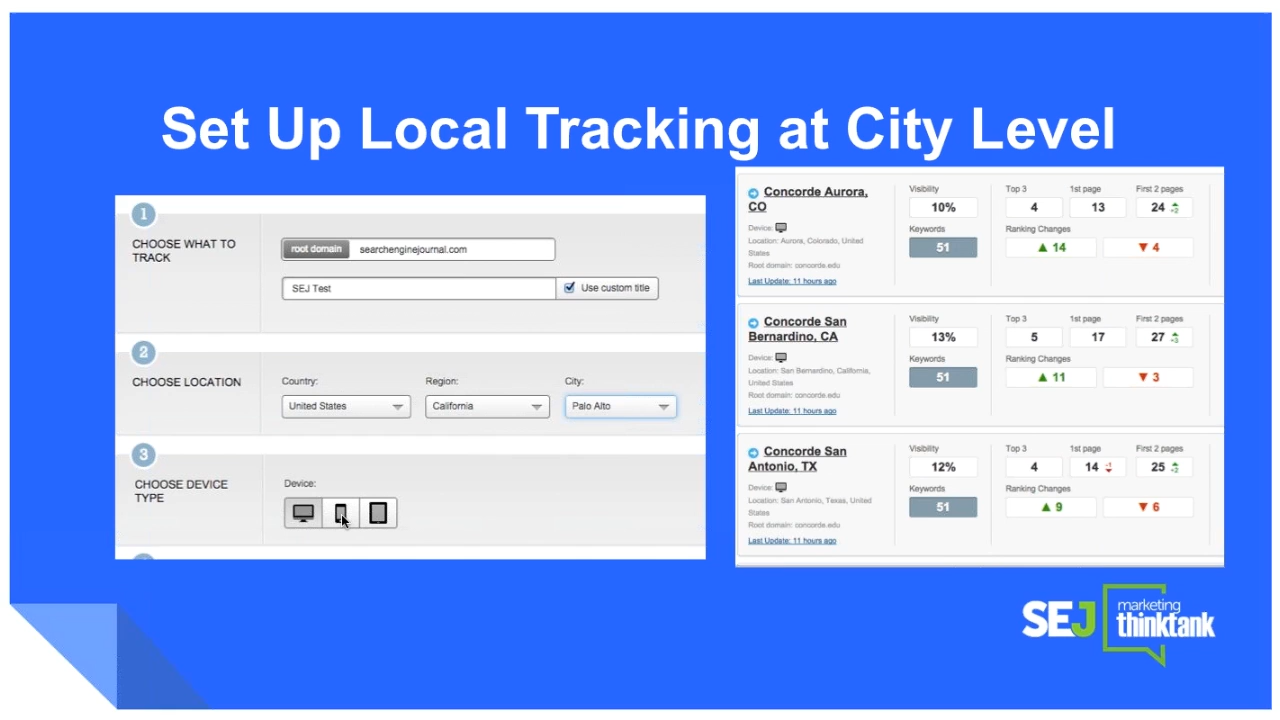 Set Up Local Tracking at City Level
1
CHOOSE WHAT TO
TRACK
root domain searchenginejournal.com
SEJ Test Use custom title
2
CHOOSE LOCATION
Country: Region: City:
United States California Palo Alto
3
CHOOSE DEVICE
TYPE
Device:
Concorde Aurora,
CO
Device:
Location: Aurora, Colorado, United
States
Root domain: concorde.edu
Last Update: 11 hours ago
Visibility Top 3 1st page First 2 pages
10% 4 13 24
Keywords Ranking Changes
51 ▲ 14 ▼ 4
Concorde San
Bernardino, CA
Device:
Location: San Bernardino, California,
United States
Root domain: concorde.edu
Last Update: 11 hours ago
Visibility Top 3 1st page First 2 pages
13% 5 17 27
Keywords Ranking Changes
51 ▲ 11 ▼ 3
Concorde San
Antonio, TX
Device:
Location: San Antonio, Texas, United
States
Root domain: concorde.edu
Last Update: 11 hours ago
Visibility Top 3 1st page First 2 pages
12% 4 14 25
Keywords Ranking Changes
51 ▲ 9 ▼ 6
SEJ marketing
thinktank